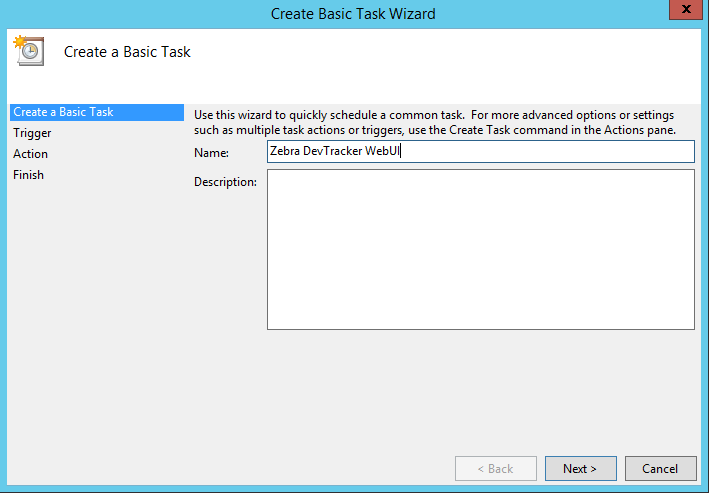 Create Basic Task Wizard
x
Create a Basic Task
Create a Basic Task
Trigger
Action
Finish
Use this wizard to quickly schedule a common task.  For more advanced options or settings
such as multiple task actions or triggers, use the Create Task command in the Actions pane.
Name:
Zebra DevTracker WebUI
Description:
< Back
Next >
Cancel